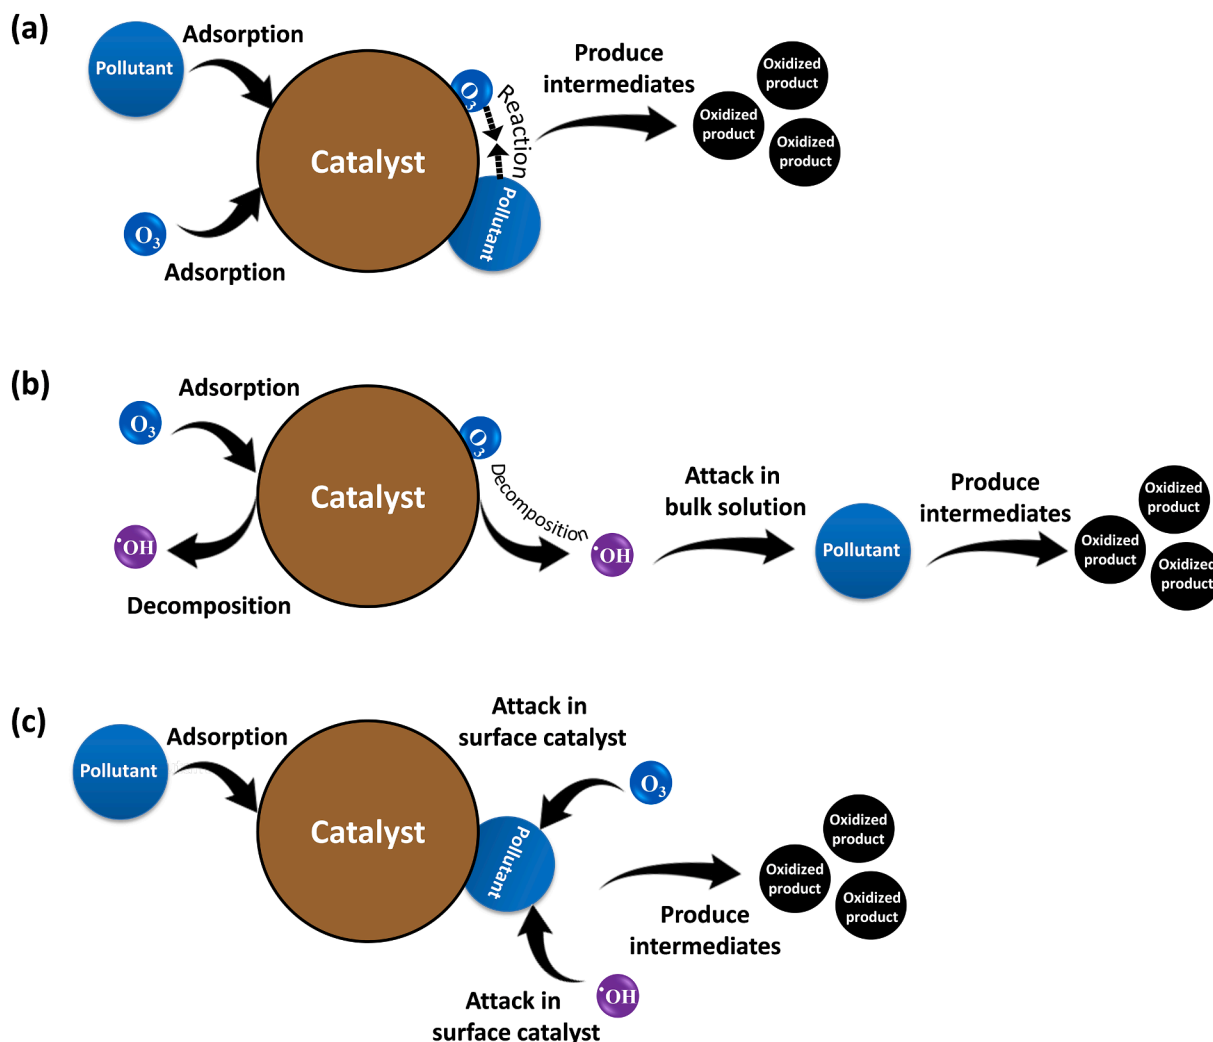 (a)
Adsorption
Pollutant
O3
Adsorption
Catalyst
O3
Reaction
Pollutant
Produce
intermediates
Oxidized
product
Oxidized
product
Oxidized
product
(b)
Adsorption
O3
•OH
Decomposition
Catalyst
O3
Decomposition
•OH
Attack in
bulk solution
Pollutant
Produce
intermediates
Oxidized
product
Oxidized
product
Oxidized
product
(c)
Pollutant
Adsorption
Catalyst
Pollutant
Attack in
surface catalyst
O3
•OH
Attack in
surface catalyst
Produce
intermediates
Oxidized
product
Oxidized
product
Oxidized
product